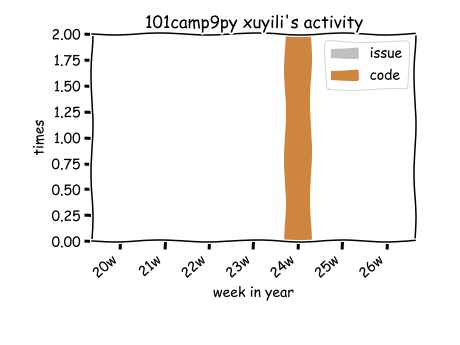 101camp9py xuyili's activity
2.00
1.75
1.50
1.25
1.00
0.75
0.50
0.25
0.00
times
issue
code
20w
21w
22w
23w
24w
25w
26w
week in year